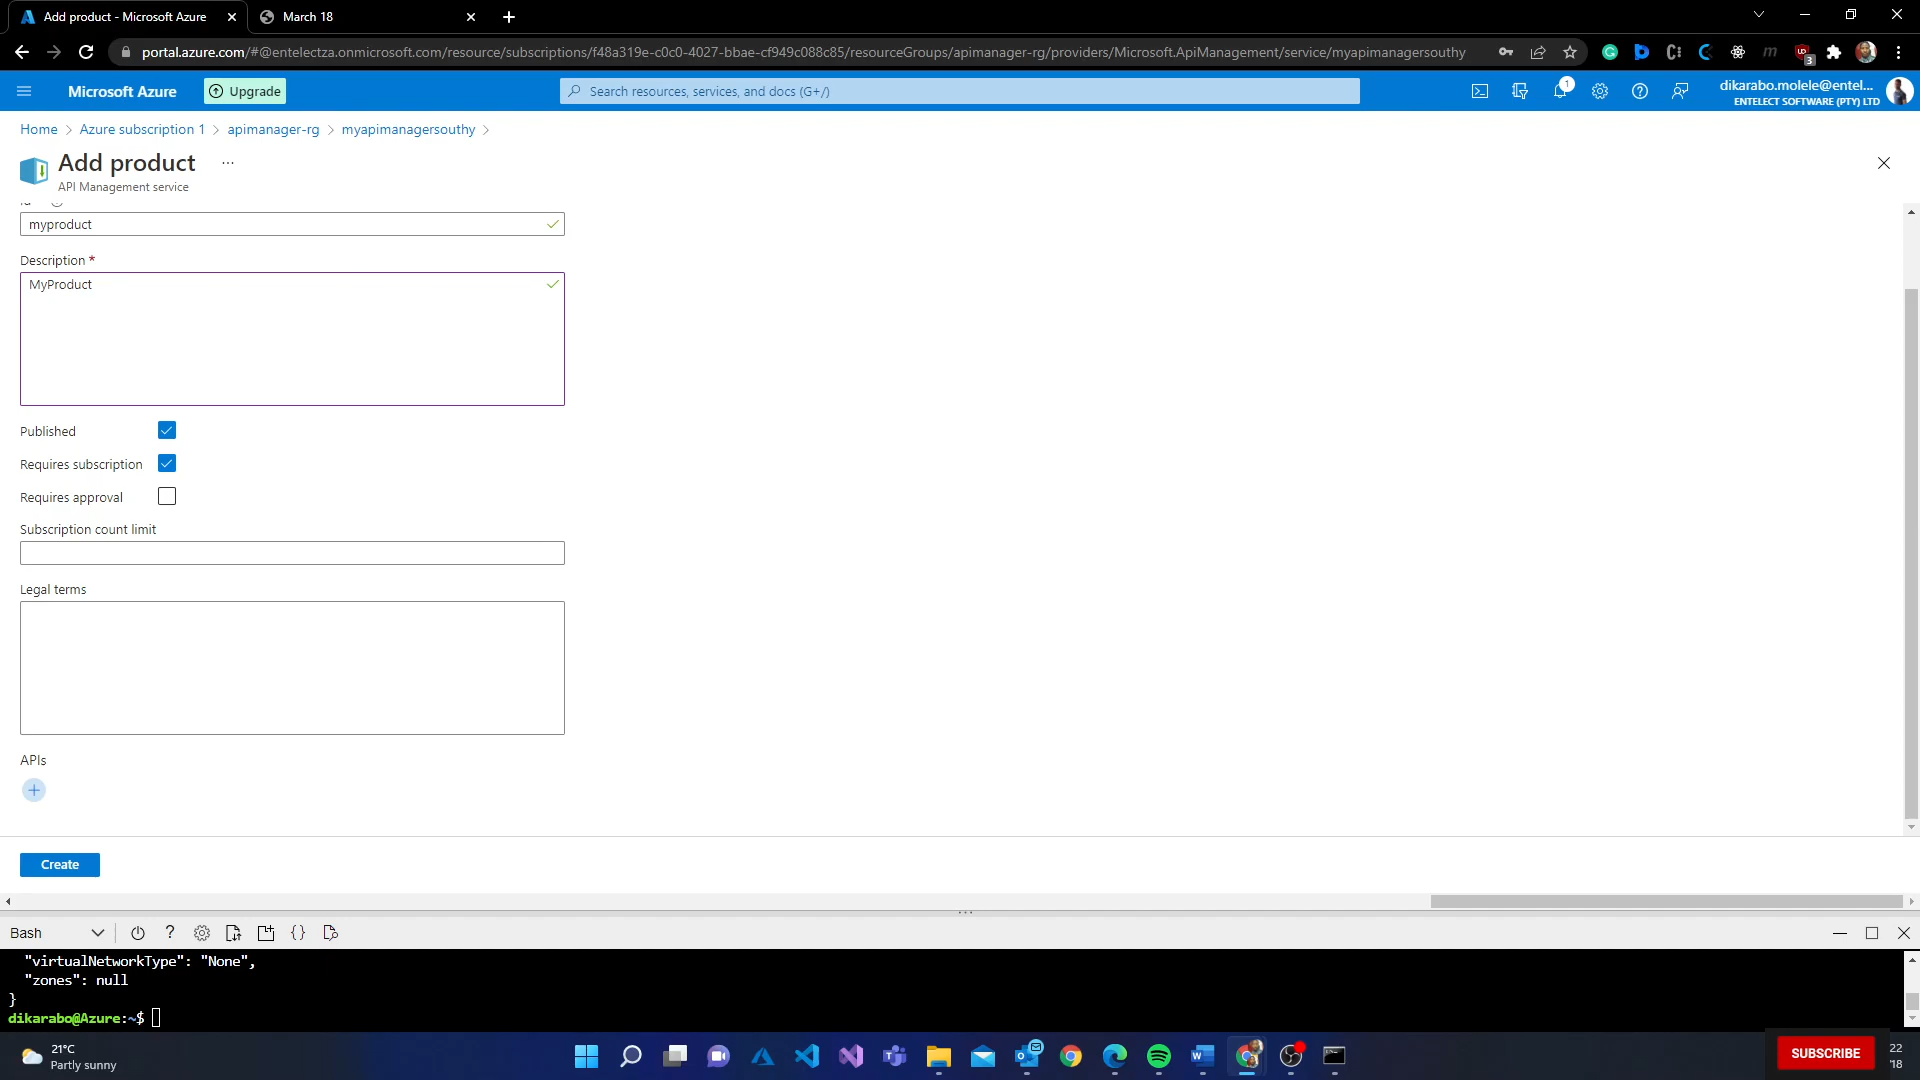 Add product - Microsoft Azure
March 18
portal.azure.com/#@entelectza.onmicrosoft.com/resource/subscriptions/f48a319e-c0c0-4027-bbae-cf949c088c85/resourceGroups/apimanager-rg/providers/Microsoft.ApiManagement/service/myapimanagersouthy
3
Microsoft Azure
Upgrade
Search resources, services, and docs (G+/)
1
dikarabo.molele@entel...
ENTELECT SOFTWARE (PTY) LTD
Home > Azure subscription 1 > apimanager-rg > myapimanagersouthy >
Add product ...
API Management service
myproduct
Description *
MyProduct
Published
Requires subscription
Requires approval
Subscription count limit
Legal terms
APIs
Create
Bash
"virtualNetworkType": "None",
"zones": null
}
dikarabo@Azure:~$
21°C
Partly sunny
SUBSCRIBE
22
'18